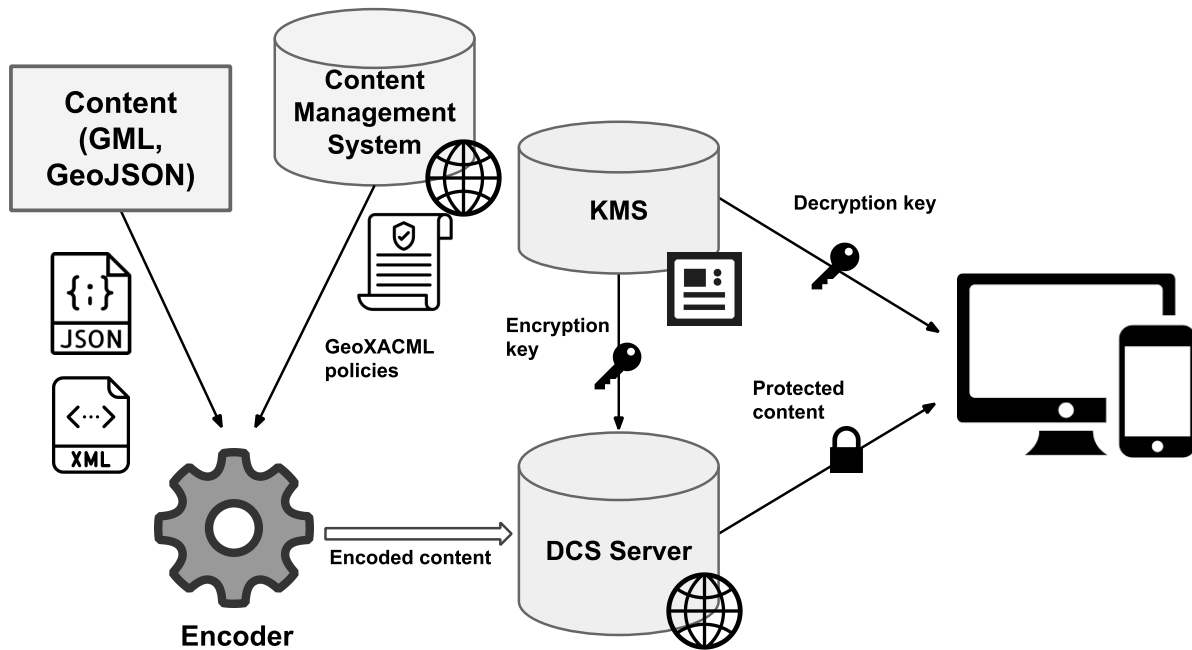 Content
(GML,
GeoJSON)
Content
Management
System
KMS
Decryption key
{;}
JSON
GeoXACML
policies
Encryption
key
Protected
content
<···>
XML
DCS Server
Encoded content
Encoder